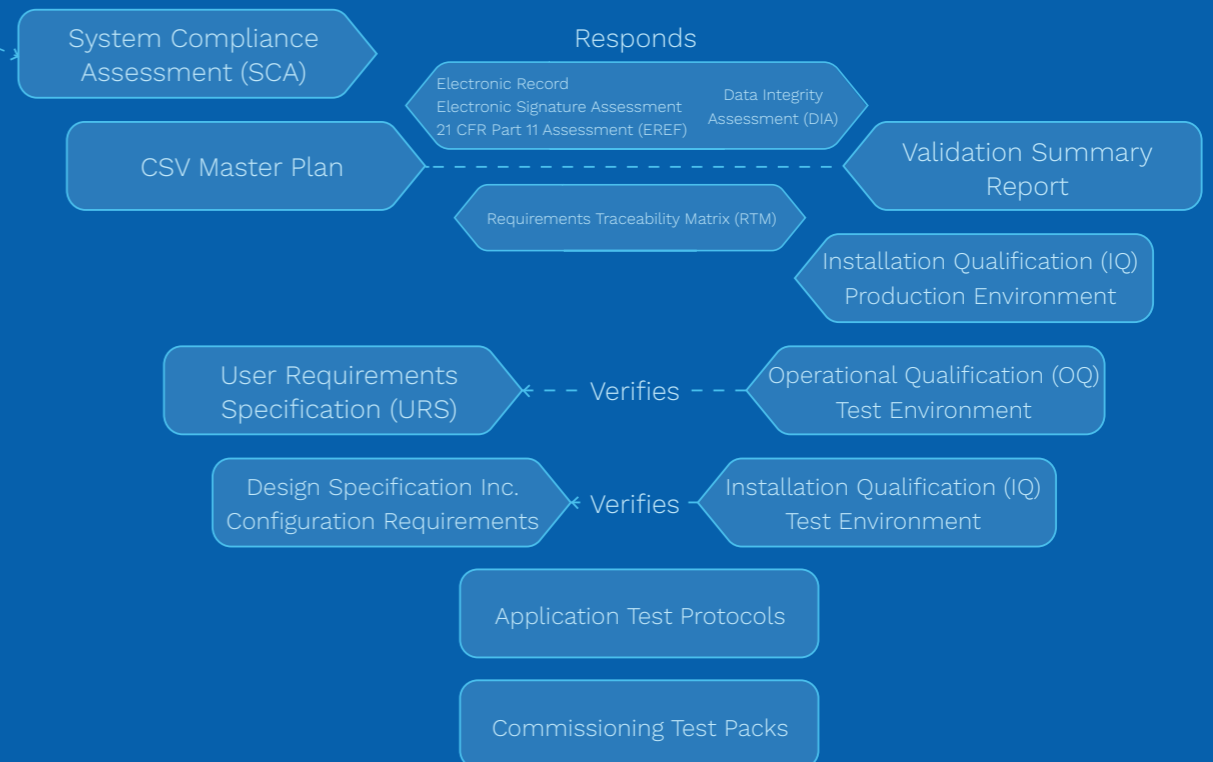 System Compliance
Assessment (SCA)
Responds
Electronic Record
Electronic Signature Assessment
21 CFR Part 11 Assessment (EREF)
Data Integrity
Assessment (DIA)
CSV Master Plan
Validation Summary
Report
Requirements Traceability Matrix (RTM)
Installation Qualification (IQ)
Production Environment
User Requirements
Specification (URS)
Verifies
Operational Qualification (OQ)
Test Environment
Design Specification Inc.
Configuration Requirements
Verifies
Installation Qualification (IQ)
Test Environment
Application Test Protocols
Commissioning Test Packs